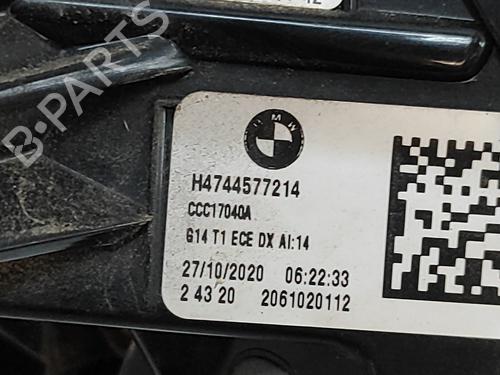 B-PARTS
BMW
H4744577214
CCC17040A
G14 T1 ECE DX AI:14
27/10/2020 06:22:33
2 43 20 2061020112